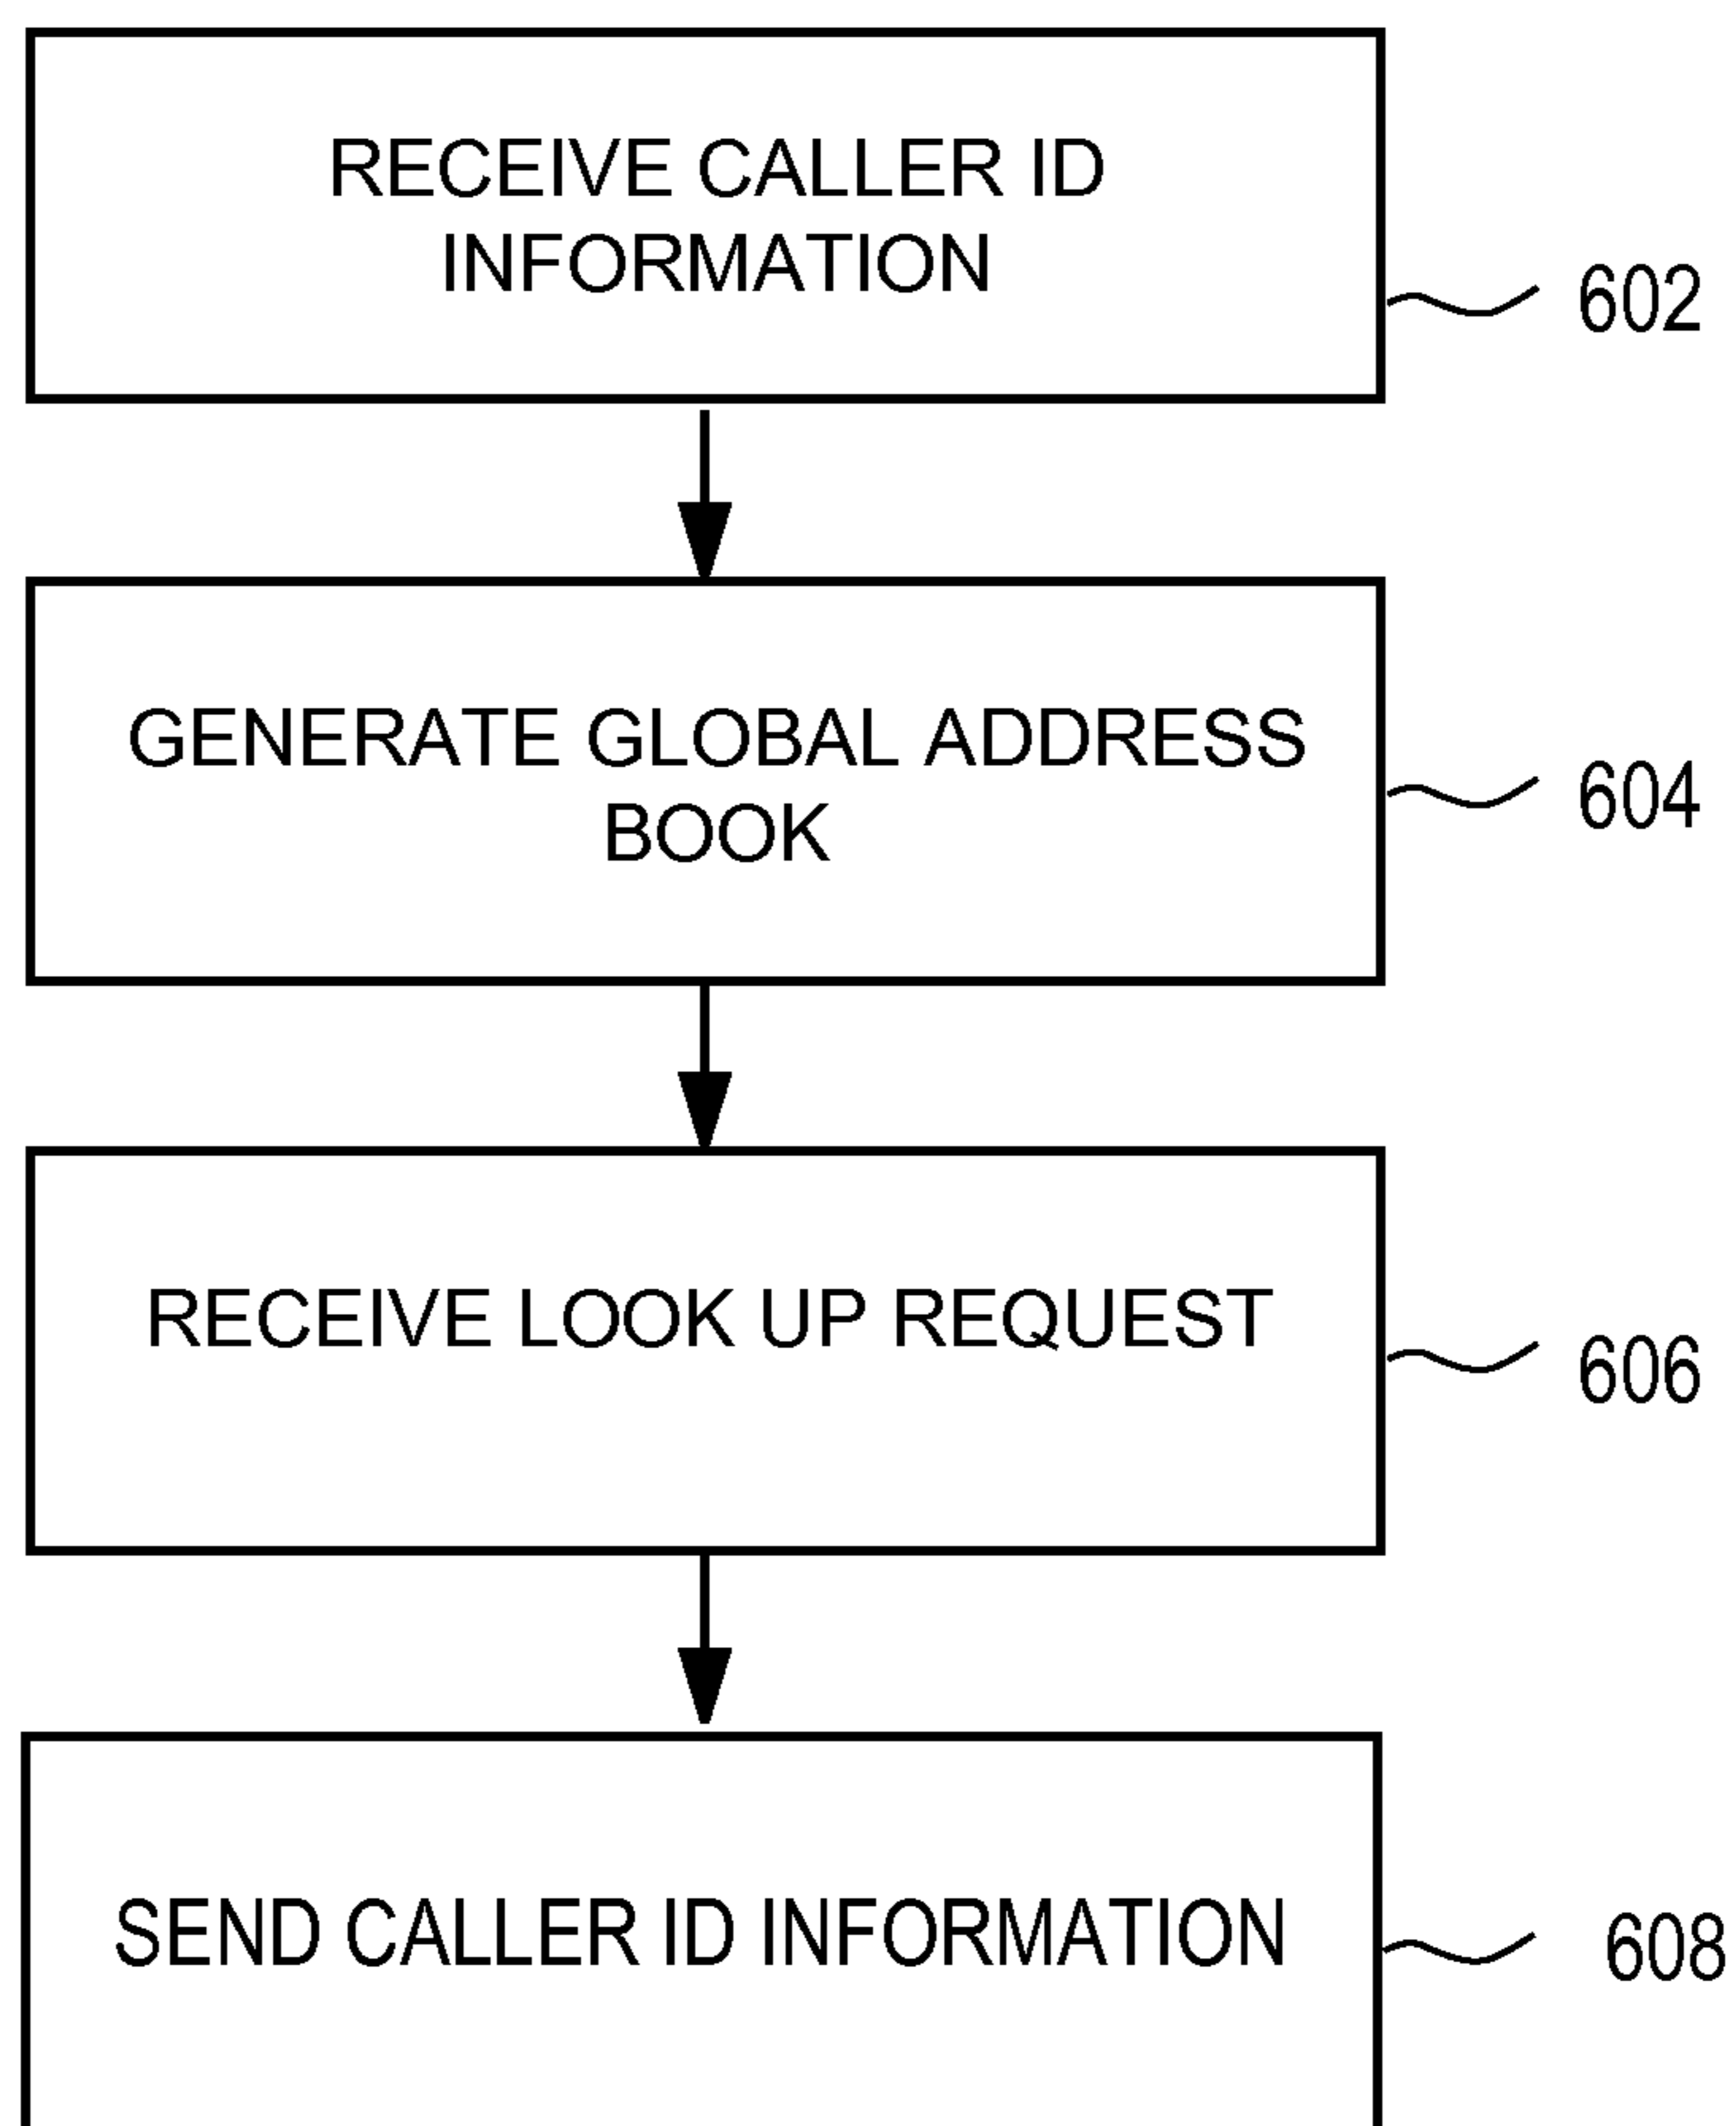 RECEIVE CALLER ID
INFORMATION
602
GENERATE GLOBAL ADDRESS
BOOK
604
RECEIVE LOOK UP REQUEST
606
SEND CALLER ID INFORMATION
608